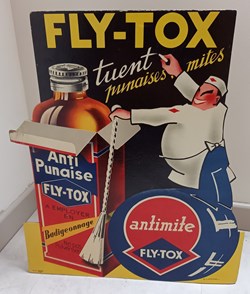 FLY-TOX
tuent
punaises mites
Anti
Punaise
FLY-TOX
Badigeonnage
antimite
FLY-TOX